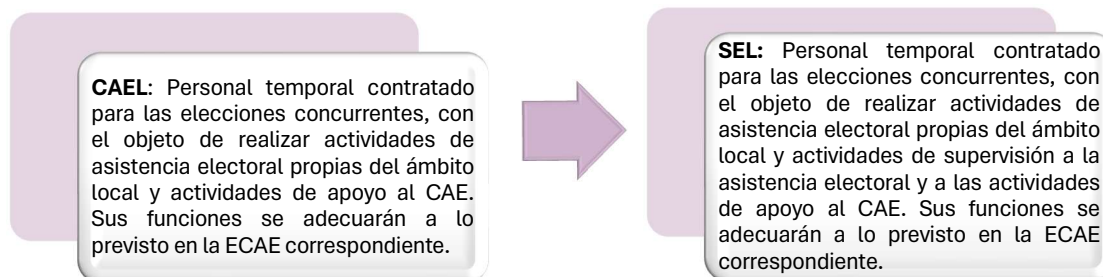 CAEL: Personal temporal contratado
para las elecciones concurrentes, con
el objeto de realizar actividades de
asistencia electoral propias del ámbito
local y actividades de apoyo al CAE.
Sus funciones se adecuarán a lo
previsto en la ECAE correspondiente.
SEL: Personal temporal contratado
para las elecciones concurrentes, con
el objeto de realizar actividades de
asistencia electoral propias del ámbito
local y actividades de supervisión a la
asistencia electoral y a las actividades
de apoyo al CAE. Sus funciones se
adecuarán a lo previsto en la ECAE
correspondiente.